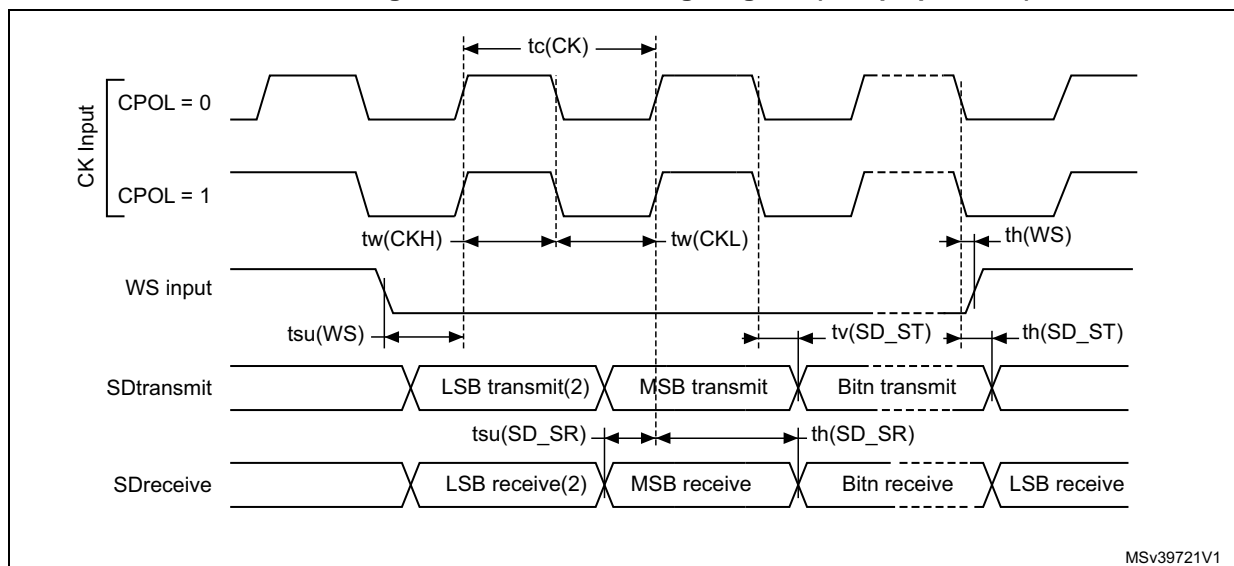 tc(CK)
CK Input
CPOL = 0
CPOL = 1
tw(CKH)
tw(CKL)
th(WS)
WS input
tsu(WS)
tv(SD_ST)
th(SD_ST)
SDtransmit
LSB transmit(2)
MSB transmit
Bitn transmit
tsu(SD_SR)
th(SD_SR)
SDreceive
LSB receive(2)
MSB receive
Bitn receive
LSB receive
MSv39721V1